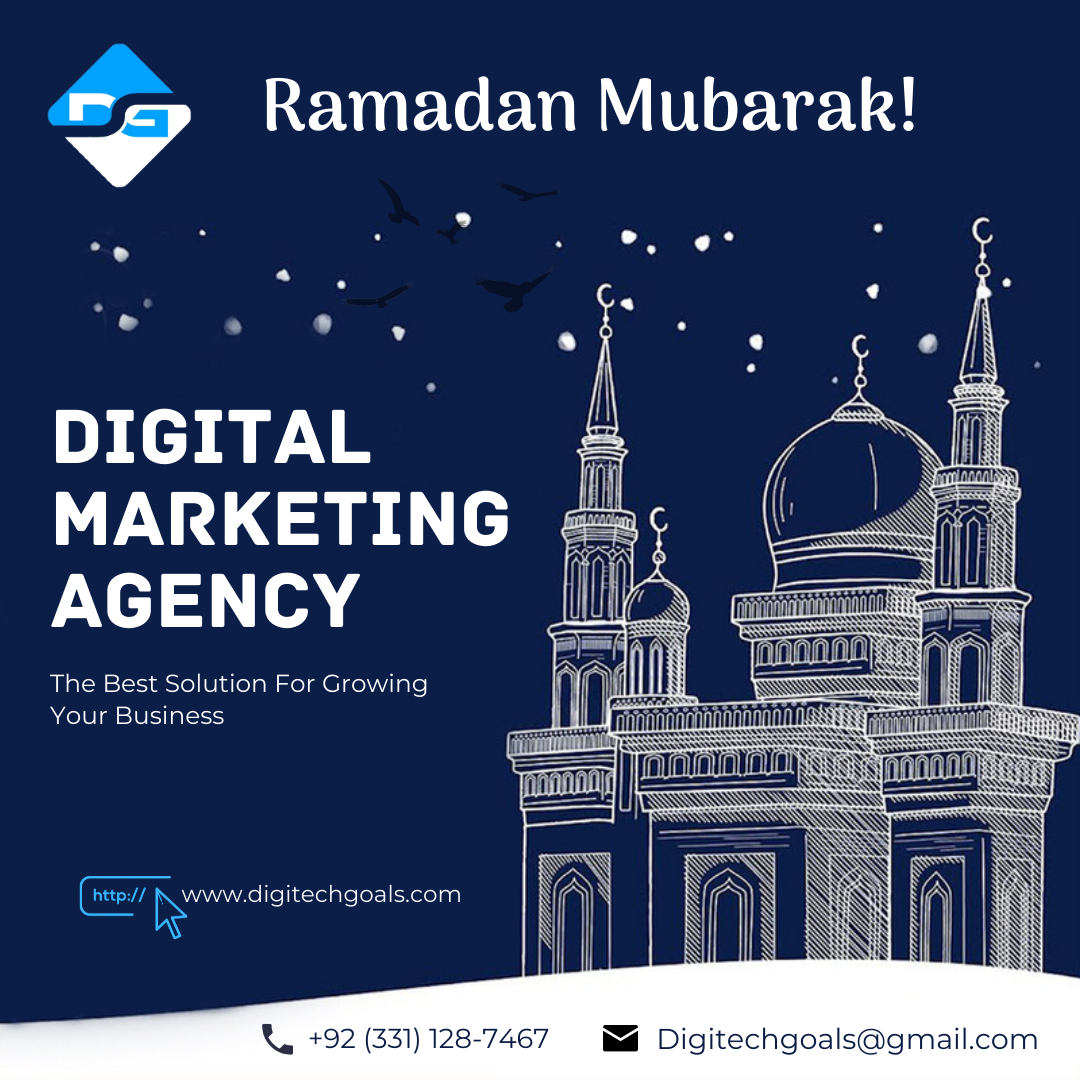 DG
Ramadan Mubarak!
DIGITAL
MARKETING
AGENCY
The Best Solution For Growing
Your Business
http://
www.digitechgoals.com
+92 (331) 128-7467
Digitechgoals@gmail.com